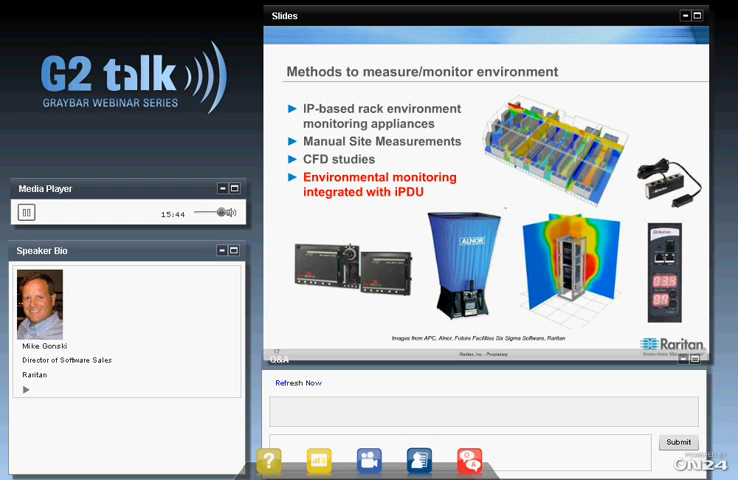 Slides
G2 talk
GRAYBAR WEBINAR SERIES
Methods to measure/monitor environment
IP-based rack environment
monitoring appliances
Manual Site Measurements
CFD studies
Environmental monitoring
integrated with iPDU
ALNOR
Images from APC, Alnor, Future Facilities Six Sigma Software, Raritan
17
Raritan, Inc. - Proprietary
Raritan
Media Player
15:44
Speaker Bio
Mike Gonski
Director of Software Sales
Raritan
Q&A
Refresh Now
Submit
?
Q
A
POWERED BY
ON24